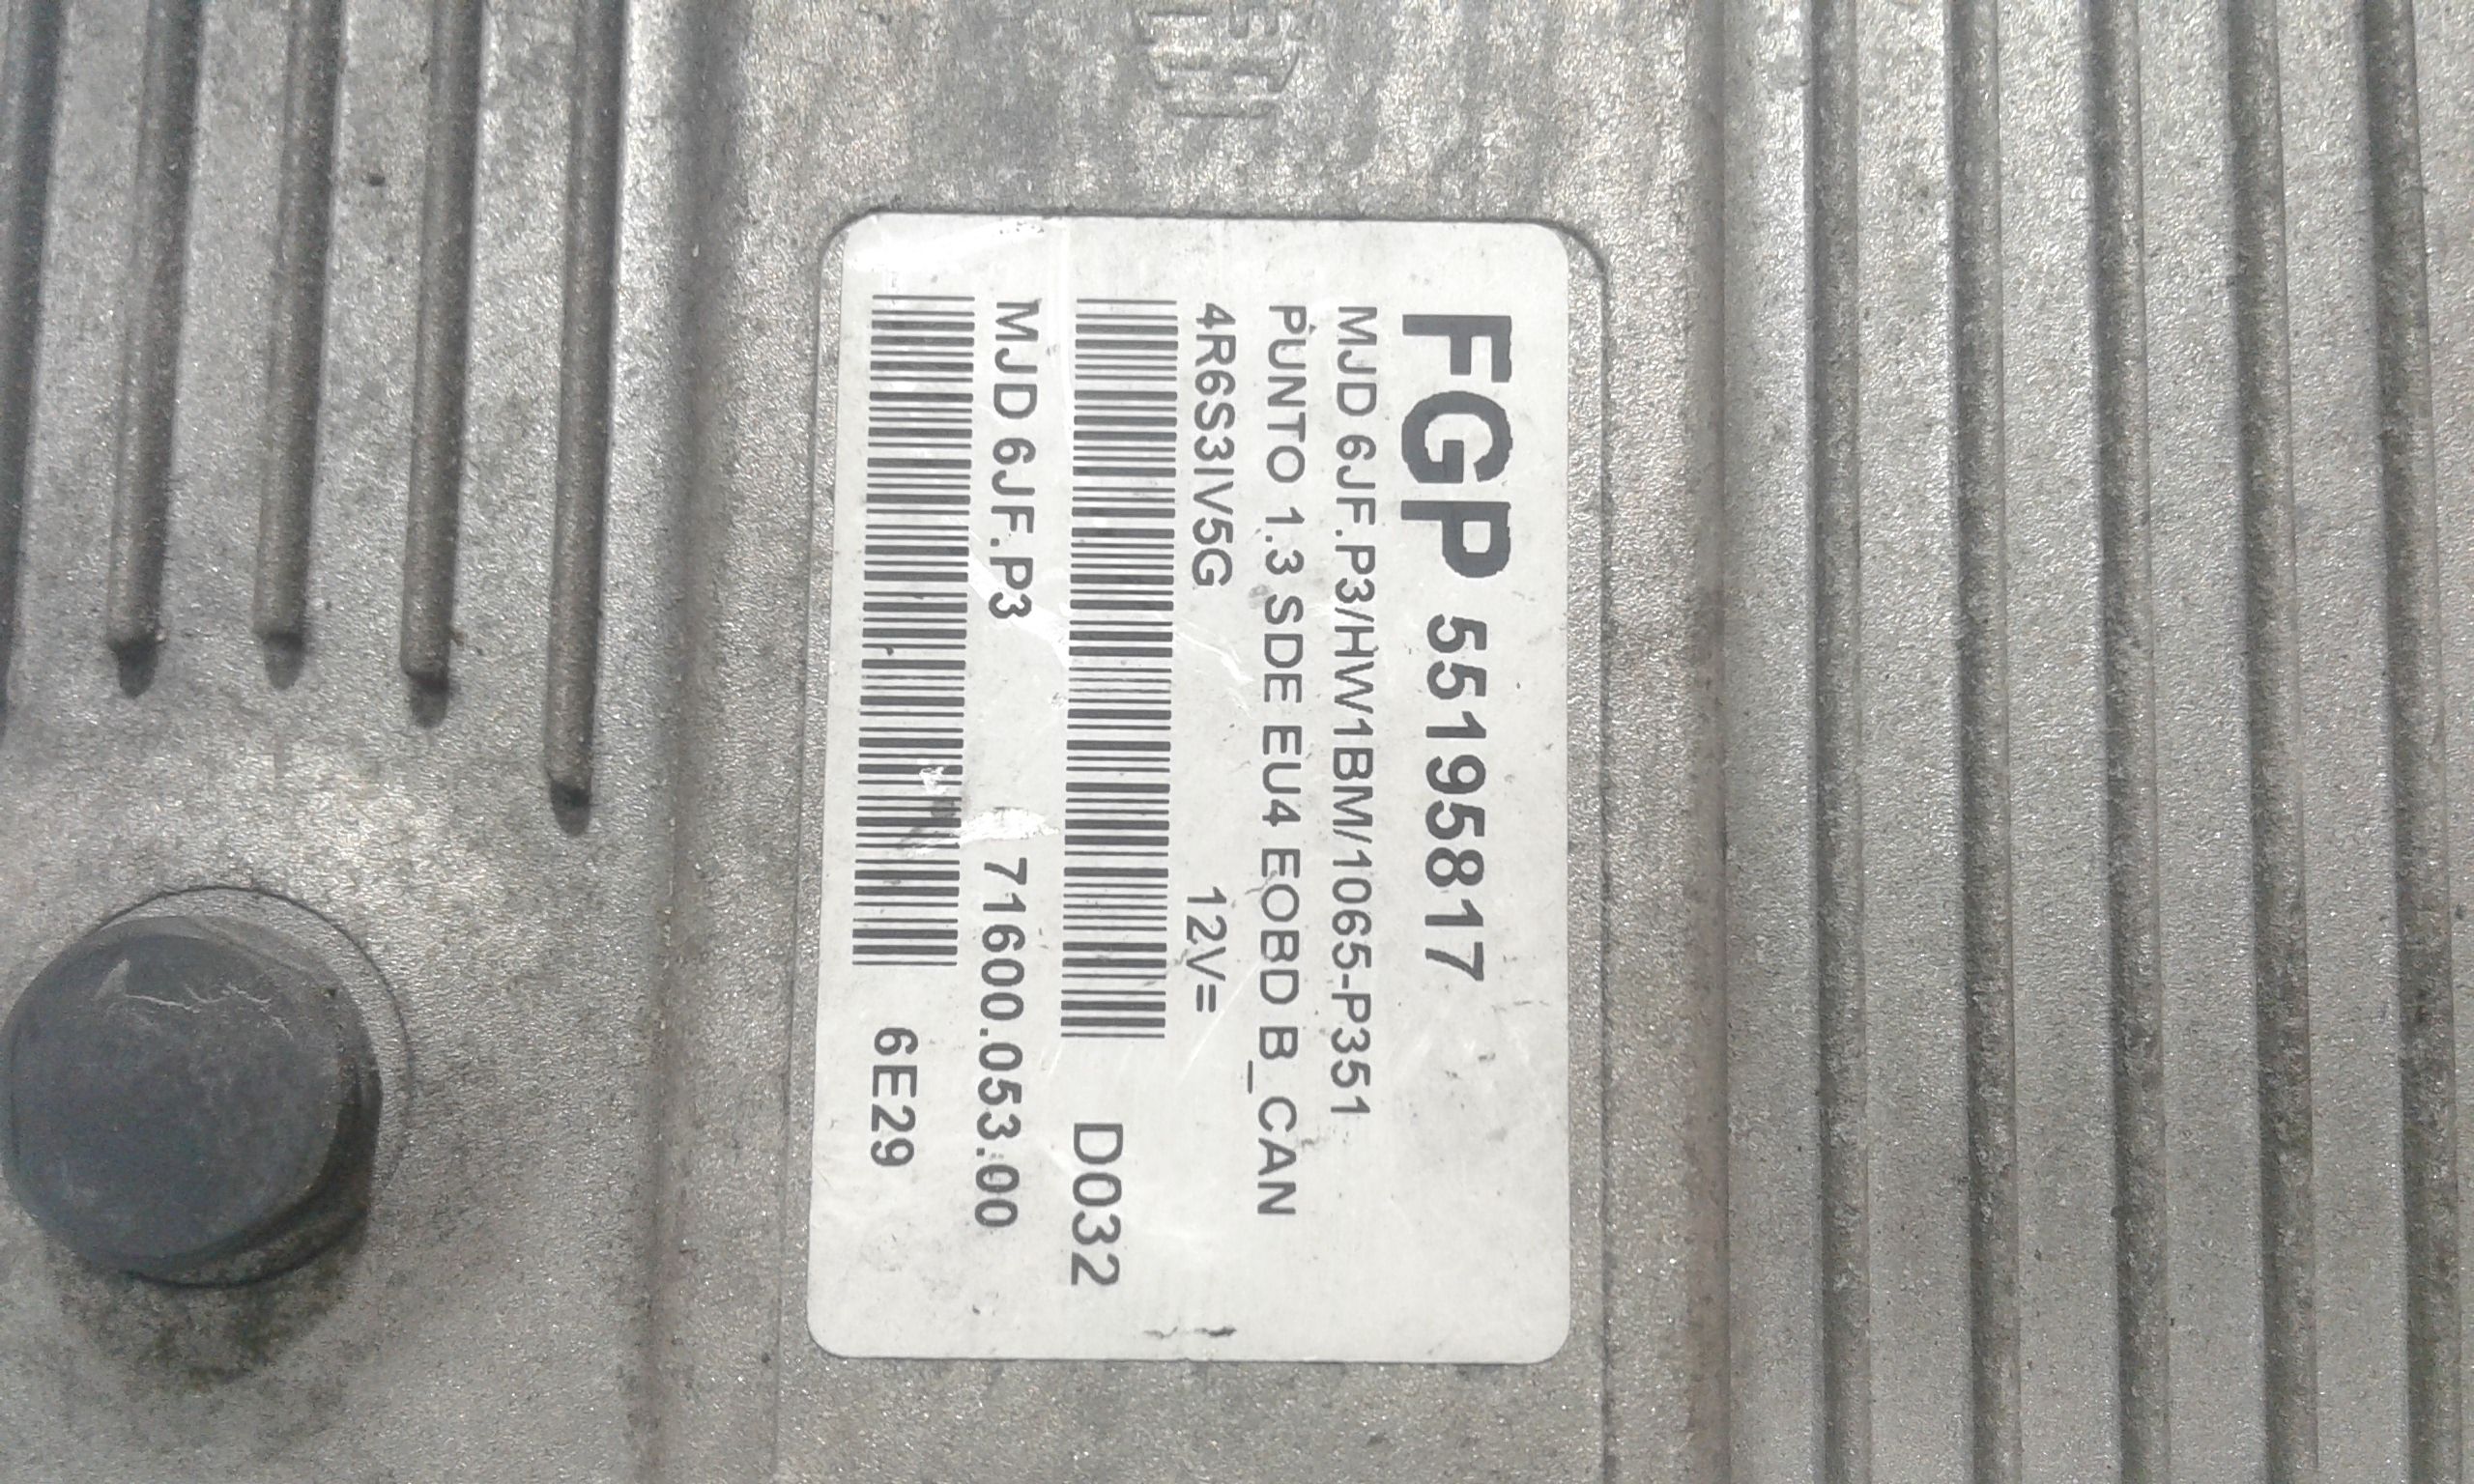 FGP 55195817
MJD 6JF.P3/HW1BM/1065-P351
PUNTO 1.3 SDE EU4 EOBD B_CAN
4R6S3IV5G 12V=
D032
MJD 6JF.P3 71600.053.00
6E29